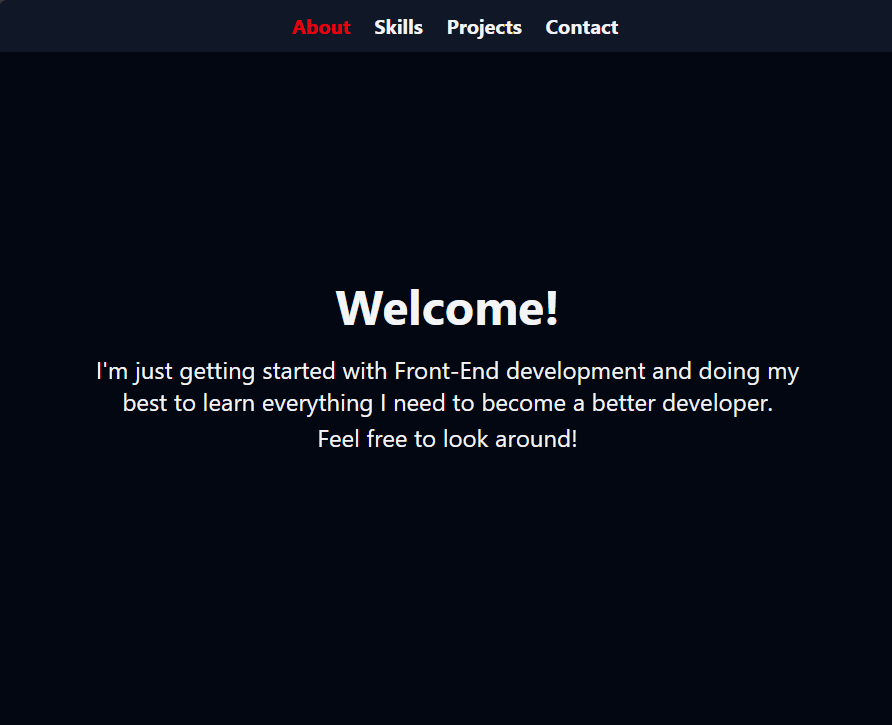 About Skills Projects Contact
Welcome!
I'm just getting started with Front-End development and doing my
best to learn everything I need to become a better developer.
Feel free to look around!